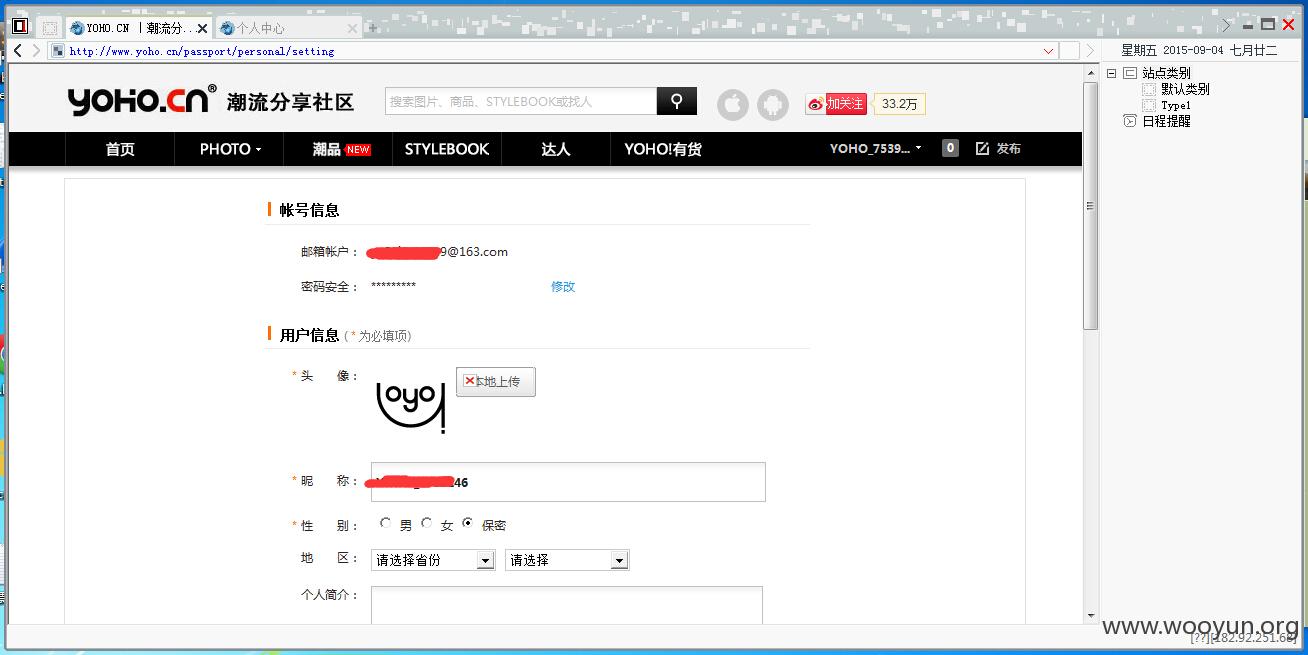 YOHO.CN | 潮流分... 个人中心
http://www.yoho.cn/passport/personal/setting
星期五 2015-09-04 七月廿二
站点类别
默认类别
Type1
日程提醒
YOHO.CN® 潮流分享社区
搜索图片、商品、STYLEBOOK或找人
加关注 33.2万
首页 PHOTO 潮品 NEW STYLEBOOK 达人 YOHO!有货 YOHO_7539... 0 发布
帐号信息
邮箱帐户： 9@163.com
密码安全： ********* 修改
用户信息 ( * 为必填项)
* 头 像： 本地上传
* 昵 称： 46
* 性 别： 男 女 保密
地 区： 请选择省份 请选择
个人简介：
www.wooyun.org
[??][182.92.251.68]